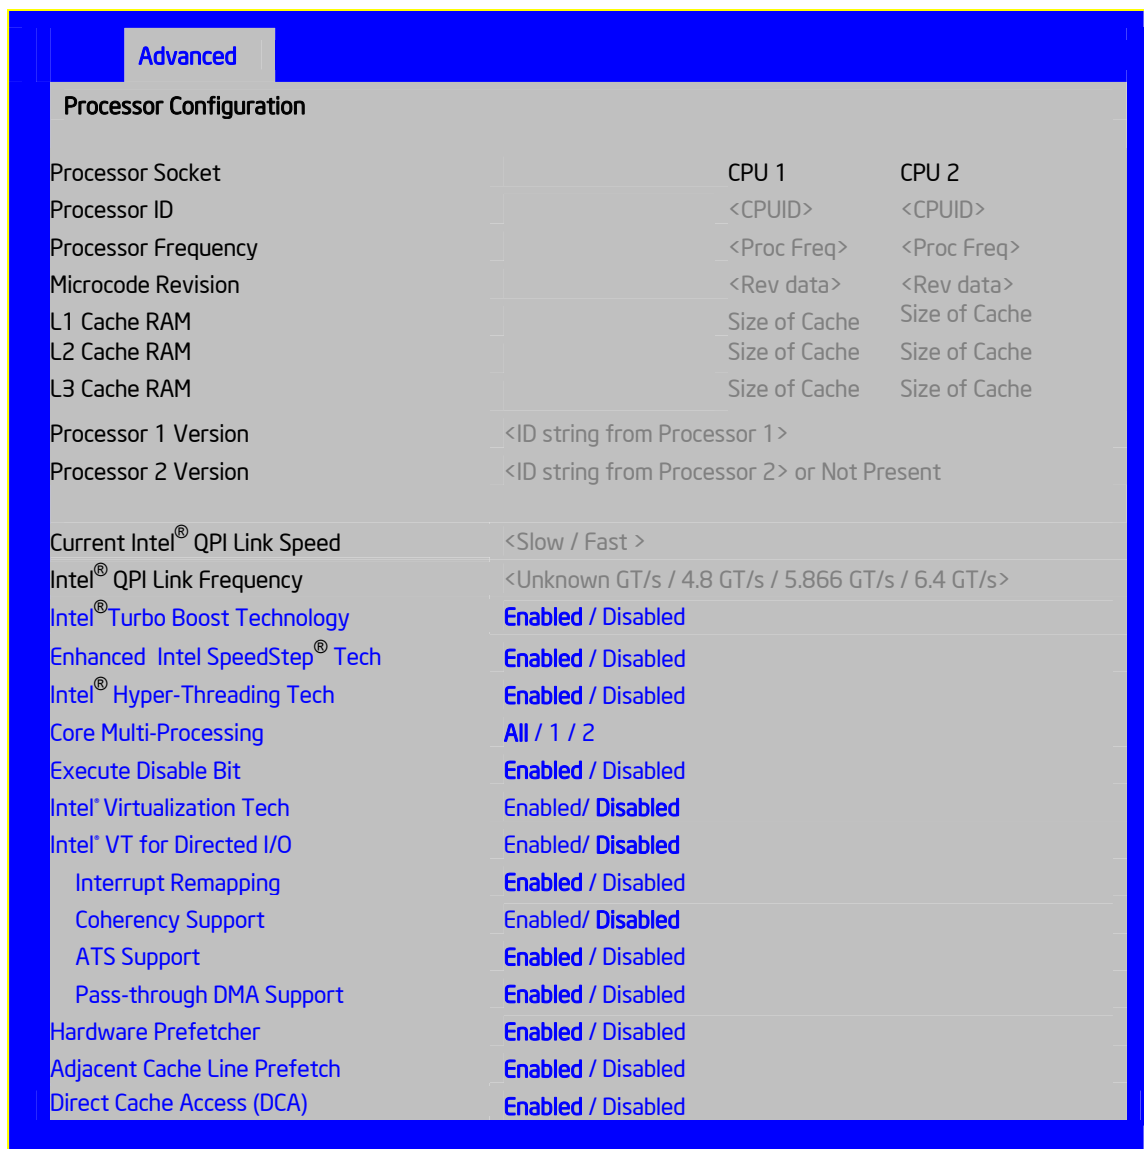 Advanced
Processor Configuration
Processor Socket CPU 1 CPU 2
Processor ID <CPUID> <CPUID>
Processor Frequency <Proc Freq> <Proc Freq>
Microcode Revision <Rev data> <Rev data>
L1 Cache RAM Size of Cache Size of Cache
L2 Cache RAM Size of Cache Size of Cache
L3 Cache RAM Size of Cache Size of Cache
Processor 1 Version <ID string from Processor 1>
Processor 2 Version <ID string from Processor 2> or Not Present
Current Intel® QPI Link Speed <Slow / Fast >
Intel® QPI Link Frequency <Unknown GT/s / 4.8 GT/s / 5.866 GT/s / 6.4 GT/s>
Intel®Turbo Boost Technology Enabled / Disabled
Enhanced Intel SpeedStep® Tech Enabled / Disabled
Intel® Hyper-Threading Tech Enabled / Disabled
Core Multi-Processing All / 1 / 2
Execute Disable Bit Enabled / Disabled
Intel® Virtualization Tech Enabled/ Disabled
Intel® VT for Directed I/O Enabled/ Disabled
Interrupt Remapping Enabled / Disabled
Coherency Support Enabled/ Disabled
ATS Support Enabled / Disabled
Pass-through DMA Support Enabled / Disabled
Hardware Prefetcher Enabled / Disabled
Adjacent Cache Line Prefetch Enabled / Disabled
Direct Cache Access (DCA) Enabled / Disabled